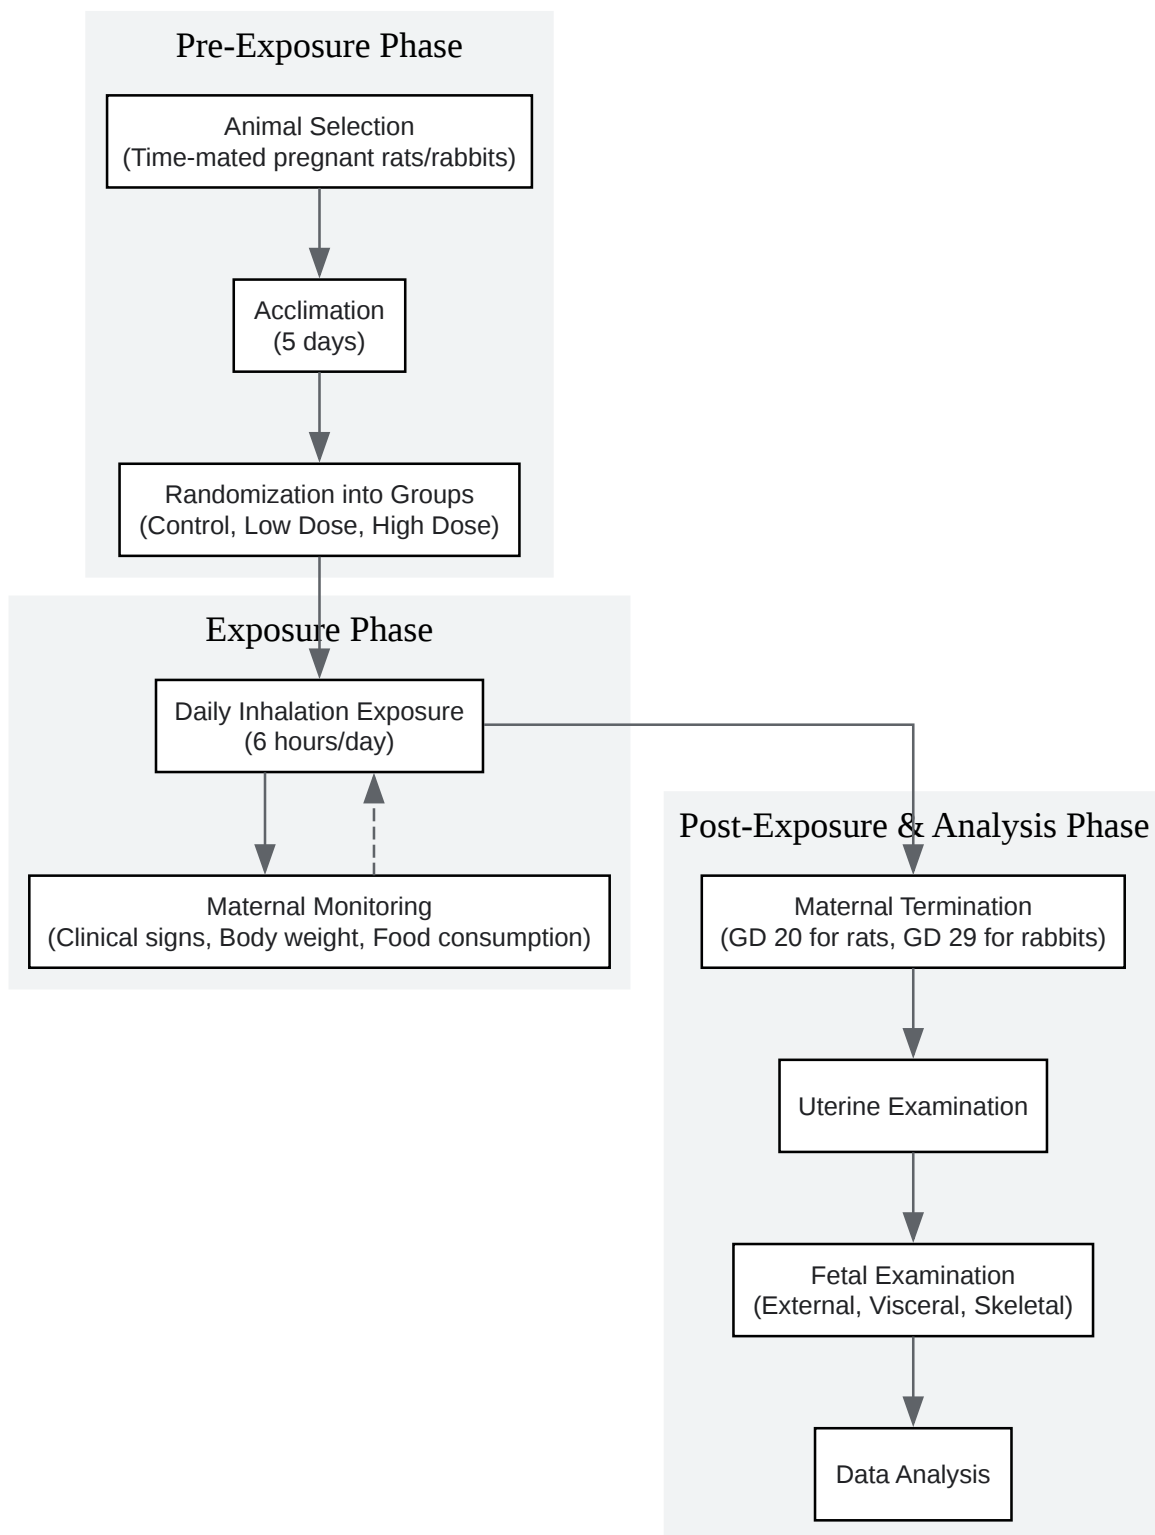 Pre-Exposure Phase
Animal Selection
(Time-mated pregnant rats/rabbits)
Acclimation
(5 days)
Randomization into Groups
(Control, Low Dose, High Dose)
Exposure Phase
Daily Inhalation Exposure
(6 hours/day)
Maternal Monitoring
(Clinical signs, Body weight, Food consumption)
Post-Exposure & Analysis Phase
Maternal Termination
(GD 20 for rats, GD 29 for rabbits)
Uterine Examination
Fetal Examination
(External, Visceral, Skeletal)
Data Analysis